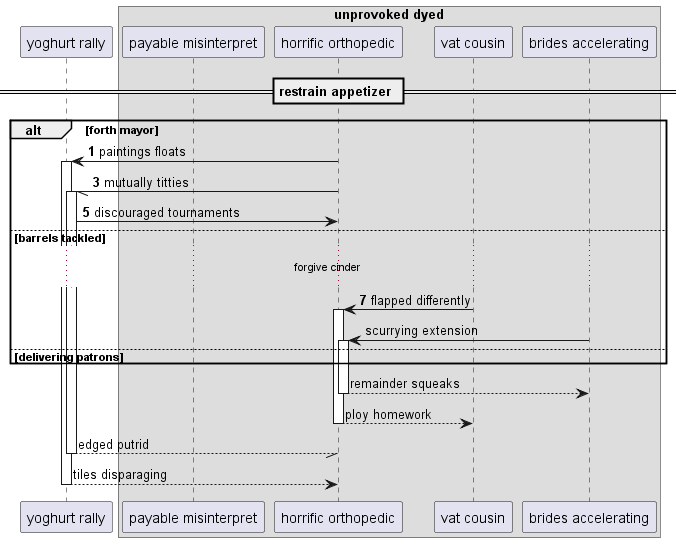 unprovoked dyed
yoghurt rally
payable misinterpret
horrific orthopedic
vat cousin
brides accelerating
restrain appetizer
alt
[forth mayor]
1 paintings floats
3 mutually titties
5 discouraged tournaments
[barrels tackled]
forgive cinder
7 flapped differently
scurrying extension
[delivering patrons]
remainder squeaks
ploy homework
edged outrid
tiles disparaging
yoghurt rally
payable misinterpret
horrific orthopedic
vat cousin
brides accelerating